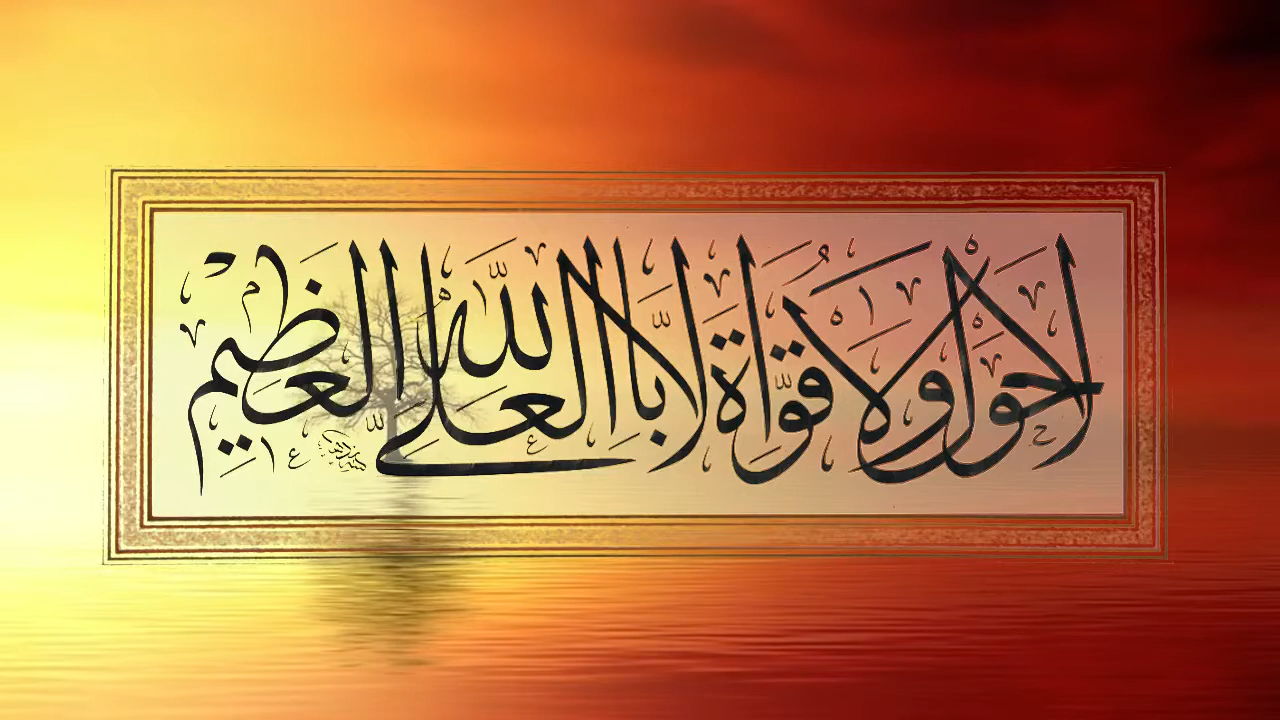 لا حول ولا قوة إلا بالله العلي العظيم